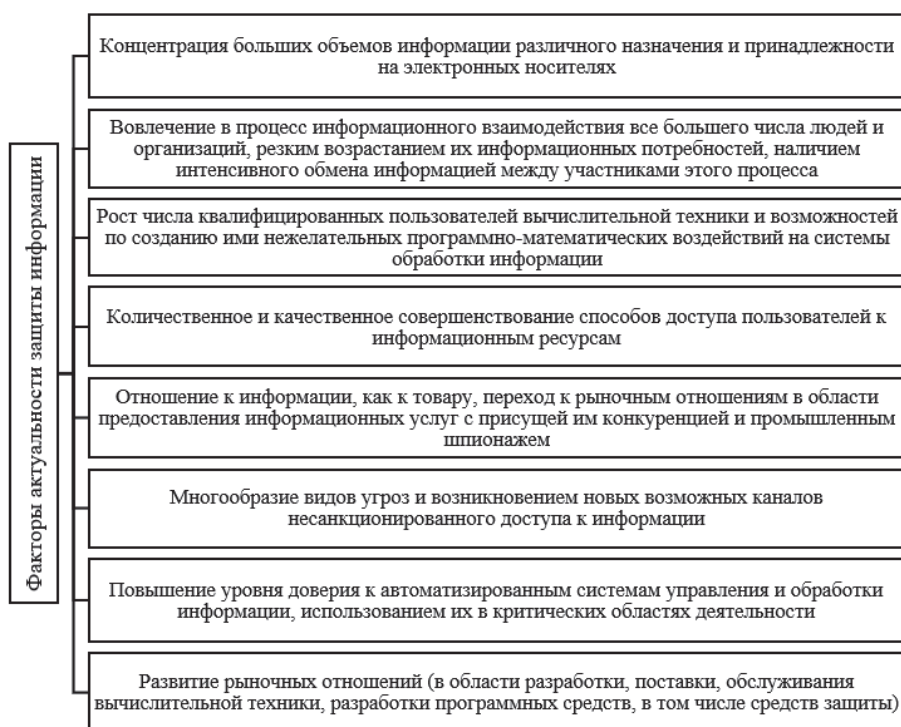 Факторы актуальности защиты информации
Концентрация больших объемов информации различного назначения и принадлежности
на электронных носителях
Вовлечение в процесс информационного взаимодействия все большего числа людей и
организаций, резким возрастанием их информационных потребностей, наличием
интенсивного обмена информацией между участниками этого процесса
Рост числа квалифицированных пользователей вычислительной техники и возможностей
по созданию ими нежелательных программно-математических воздействий на системы
обработки информации
Количественное и качественное совершенствование способов доступа пользователей к
информационным ресурсам
Отношение к информации, как к товару, переход к рыночным отношениям в области
предоставления информационных услуг с присущей им конкуренцией и промышленным
шпионажем
Многообразие видов угроз и возникновением новых возможных каналов
несанкционированного доступа к информации
Повышение уровня доверия к автоматизированным системам управления и обработки
информации, использованием их в критических областях деятельности
Развитие рыночных отношений (в области разработки, поставки, обслуживания
вычислительной техники, разработки программных средств, в том числе средств защиты)